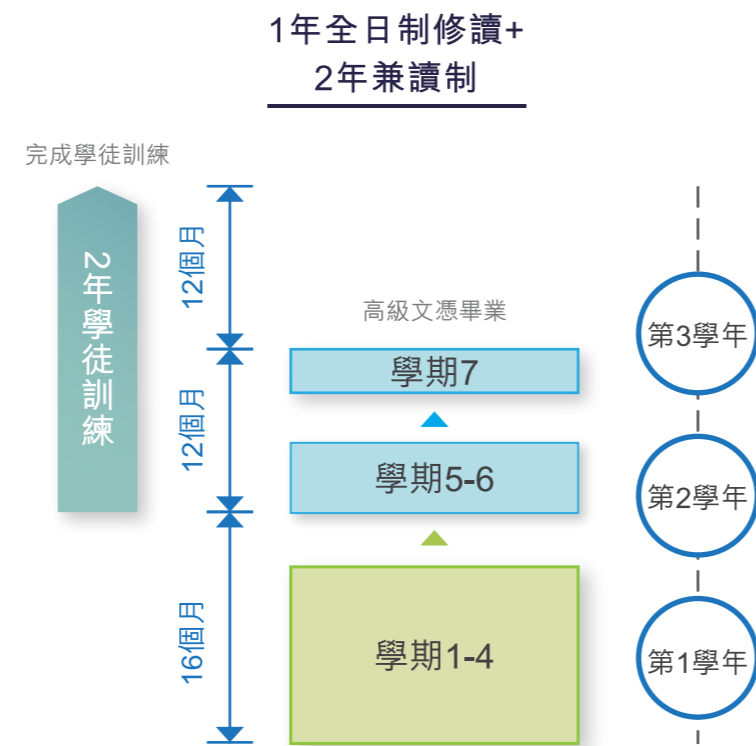 1年全日制修讀+
2年兼讀制
完成學徒訓練
2年學徒訓練
12個月
12個月
16個月
高級文憑畢業
學期7
學期5-6
學期1-4
第3學年
第2學年
第1學年